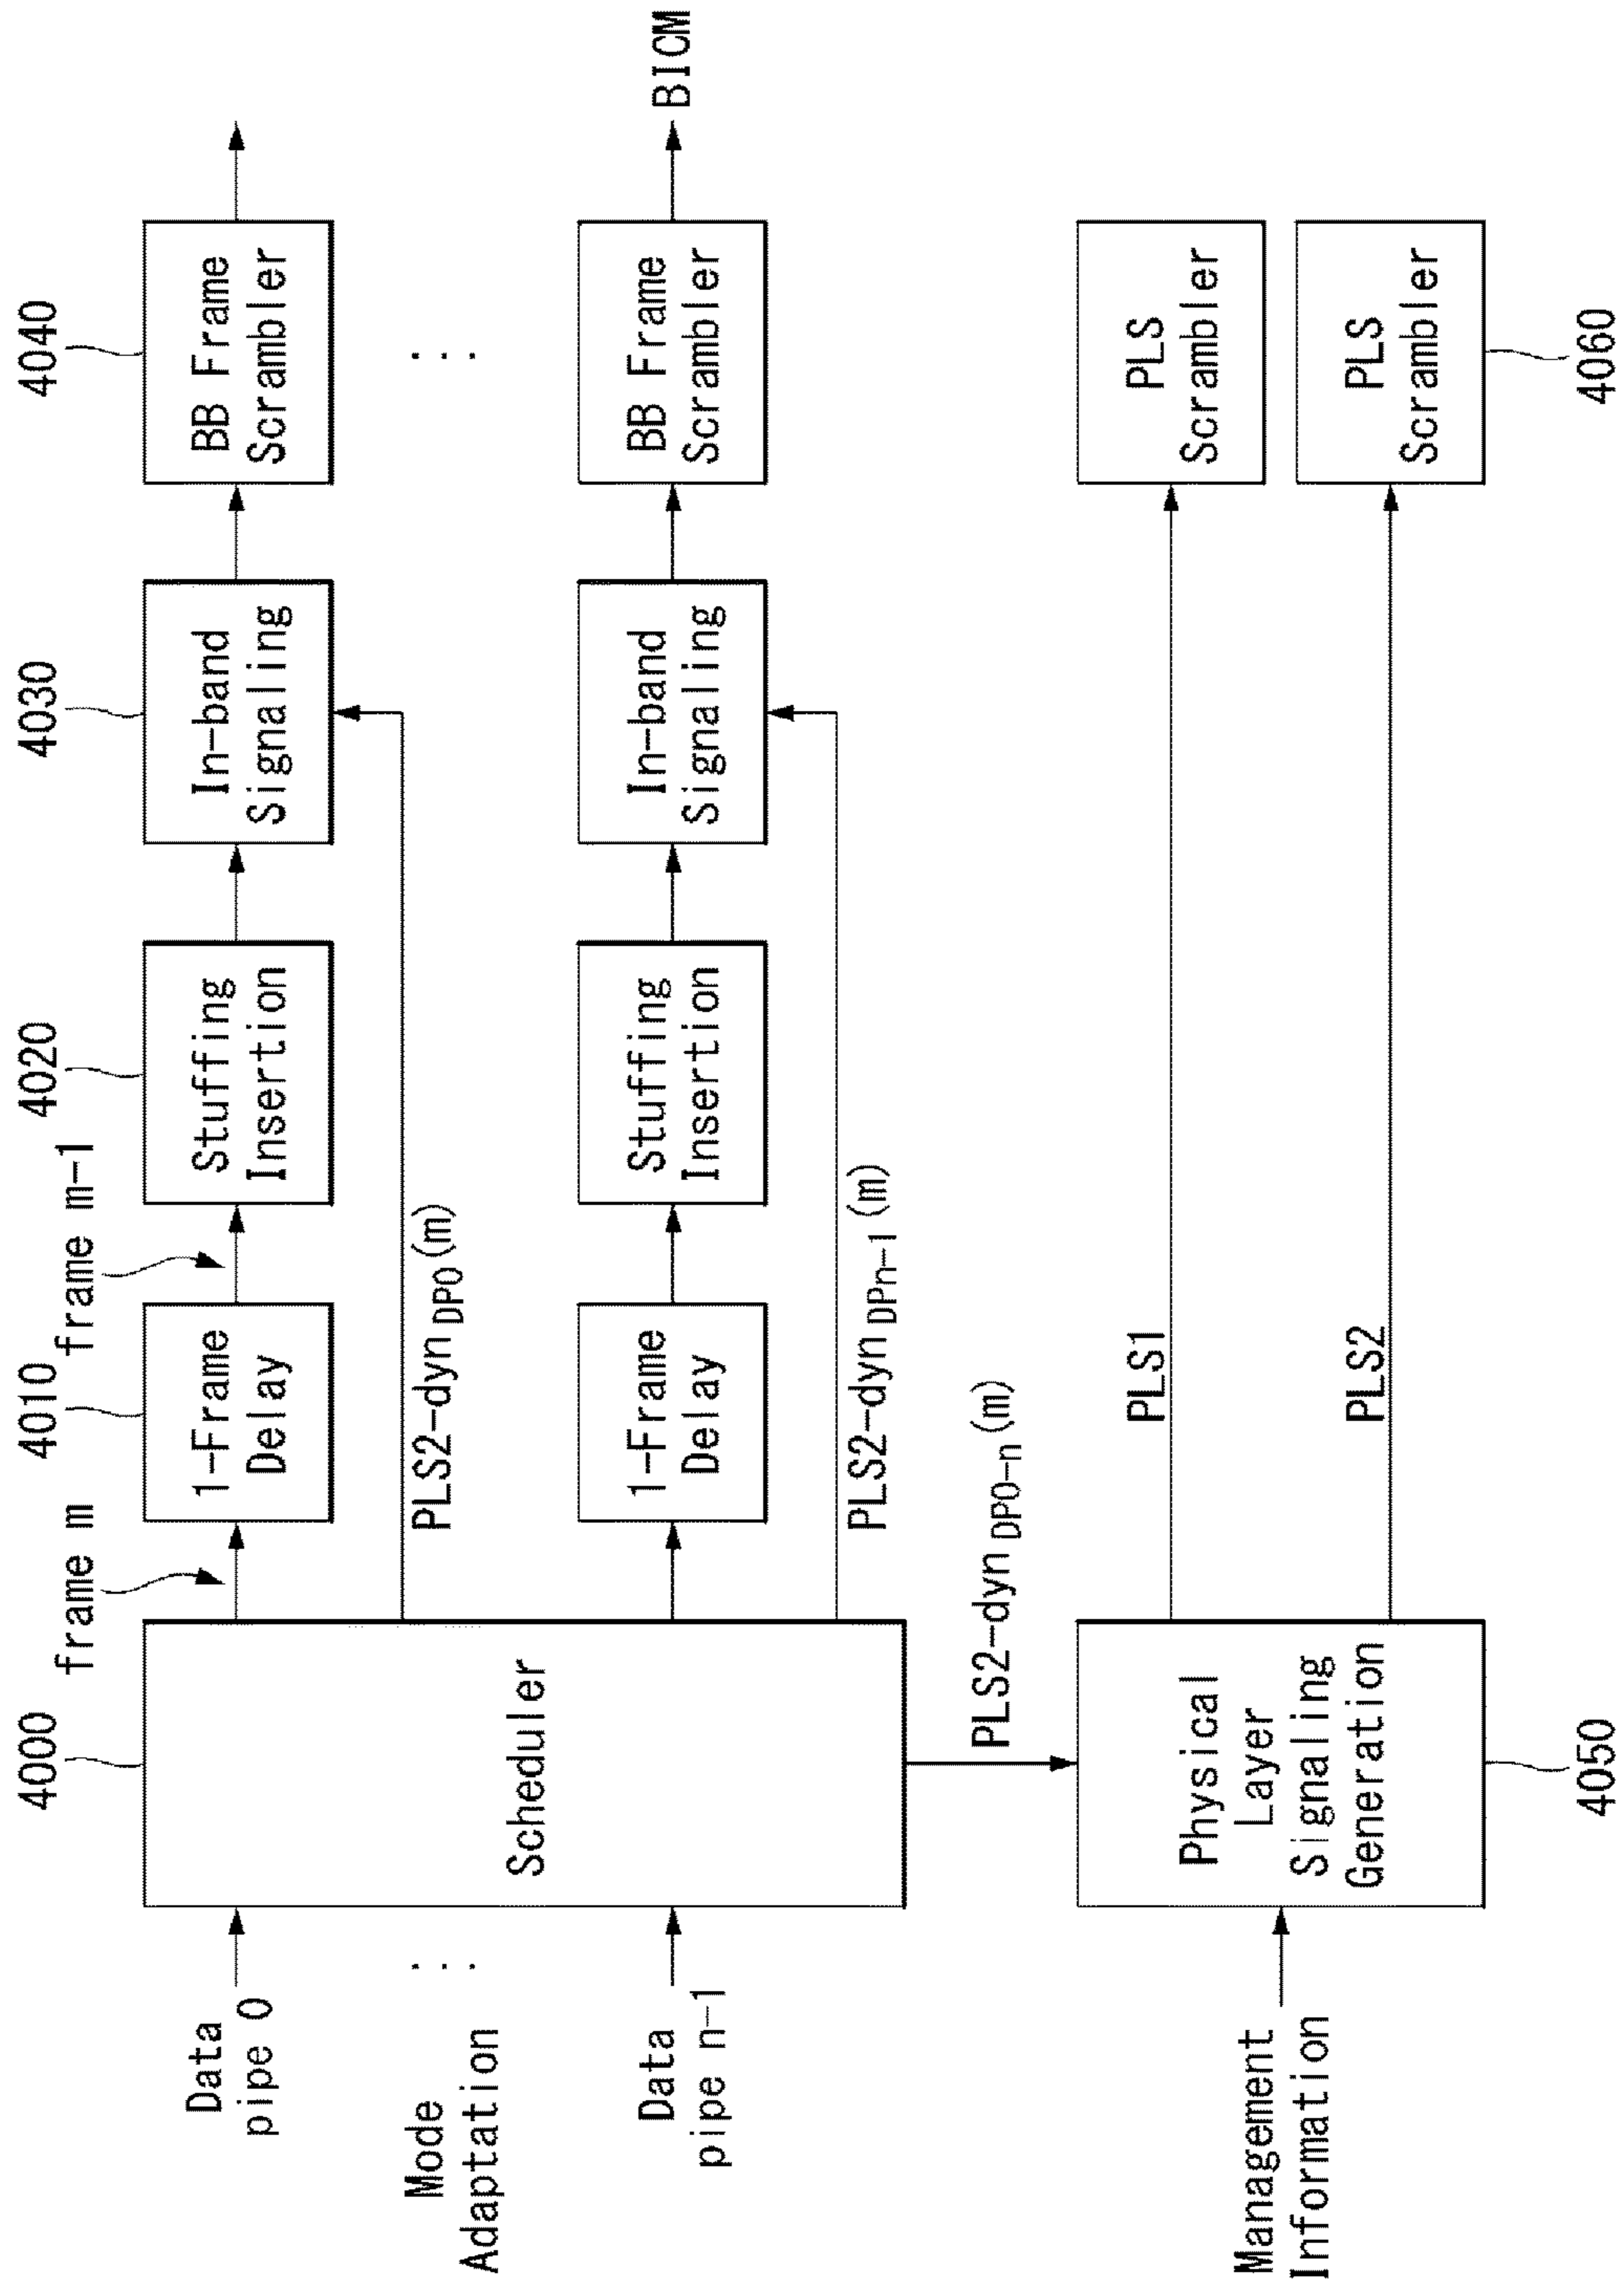 4000
4010
4020
4030
4040
frame m
frame m-1
Data
pipe 0
Mode
Adaptation
...
Data
pipe n-1
Scheduler
1-Frame
Delay
Stuffing
Insertion
In-band
Signaling
BB Frame
Scrambler
PLS2-dyn DP0 (m)
...
1-Frame
Delay
Stuffing
Insertion
In-band
Signaling
BB Frame
Scrambler
BICM
PLS2-dyn DPn-1 (m)
PLS2-dyn DP0-n (m)
Management
Information
Physical
Layer
Signaling
Generation
PLS1
PLS
Scrambler
PLS2
PLS
Scrambler
4050
4060